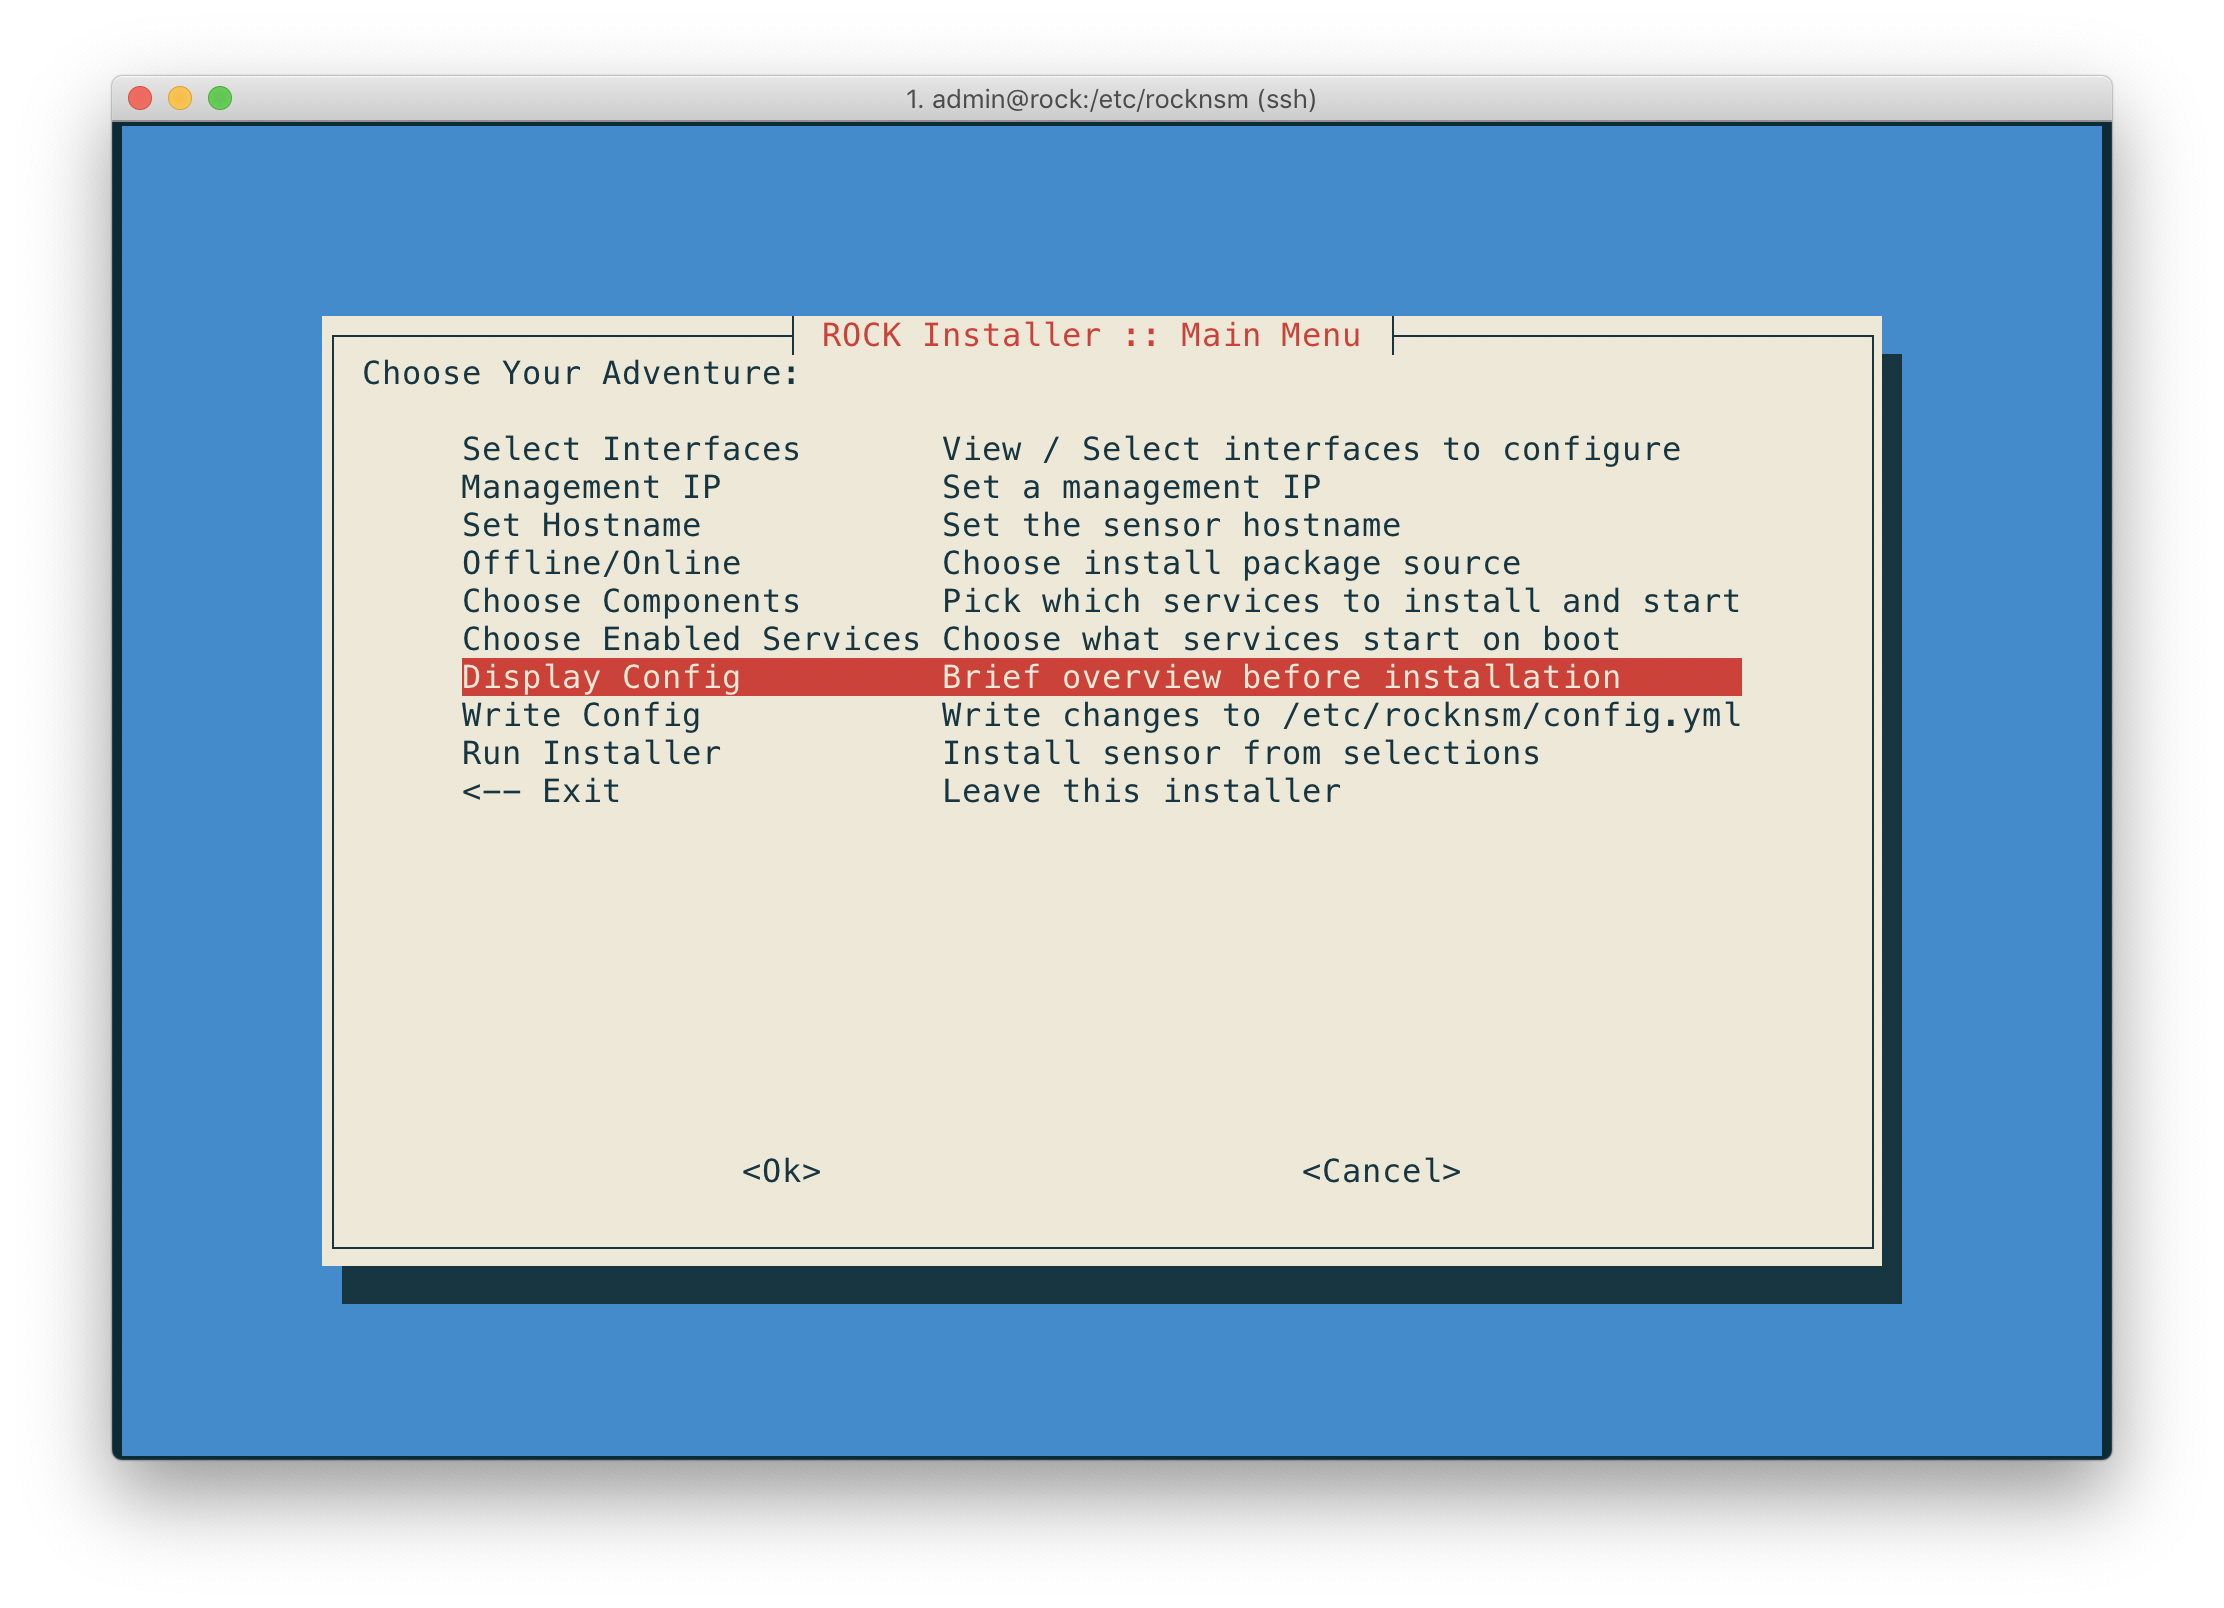 1. admin@rock:/etc/rocknsm (ssh)
ROCK Installer :: Main Menu
Choose Your Adventure:
Select Interfaces View / Select interfaces to configure
Management IP Set a management IP
Set Hostname Set the sensor hostname
Offline/Online Choose install package source
Choose Components Pick which services to install and start
Choose Enabled Services Choose what services start on boot
Display Config Brief overview before installation
Write Config Write changes to /etc/rocknsm/config.yml
Run Installer Install sensor from selections
<-- Exit Leave this installer
<Ok> <Cancel>